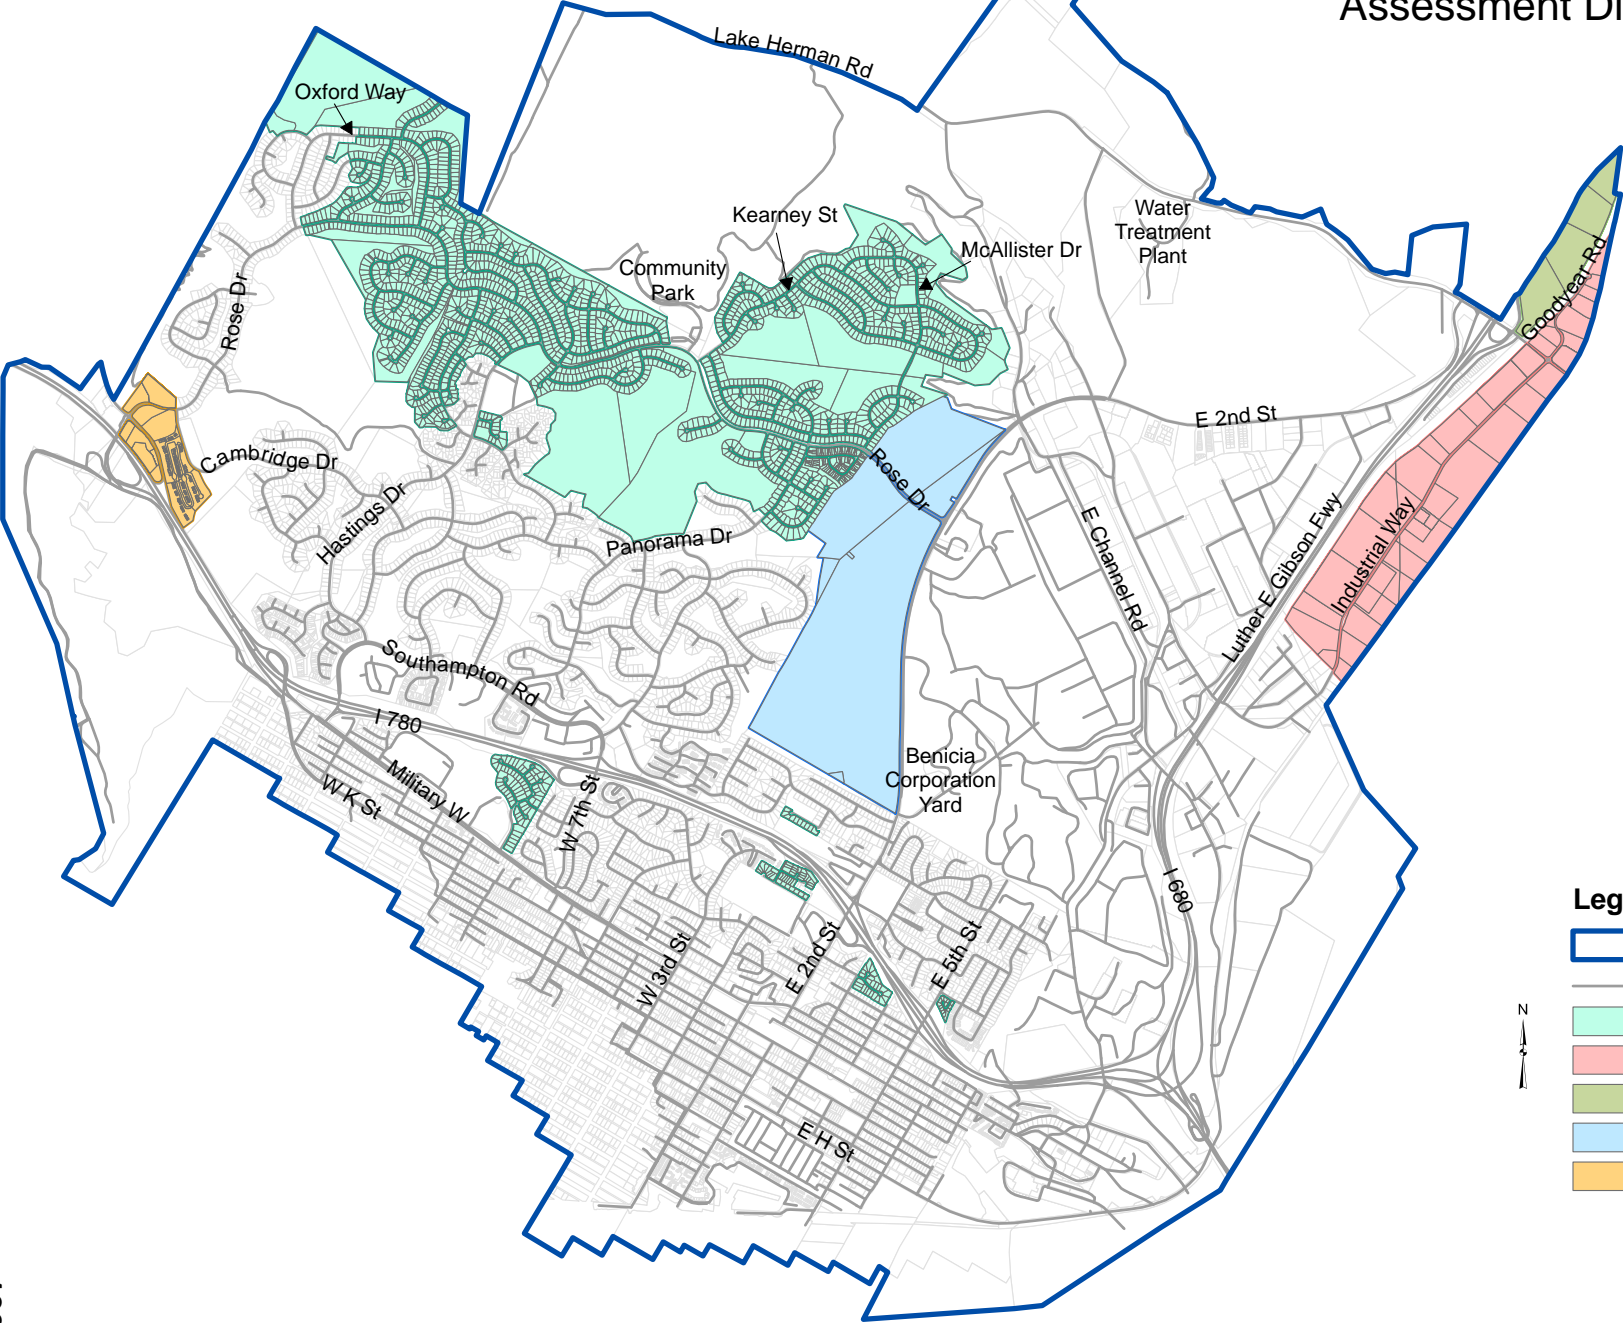 Assessment Di
Lake Herman Rd
Oxford Way
Kearney St
Water
Treatment
Plant
McAllister Dr
Community
Park
Rose Dr
Goodyear Rd
E 2nd St
Cambridge Dr
Rose Dr
Hastings Dr
Panorama Dr
E Channel Rd
Luther E Gibson Fwy
Industrial Way
Southampton Rd
I 780
Benicia
Corporation
Yard
Military W
W K St
W 7th St
I 680
Leg
W 3rd St
E 2nd St
E 5th St
N
E H St